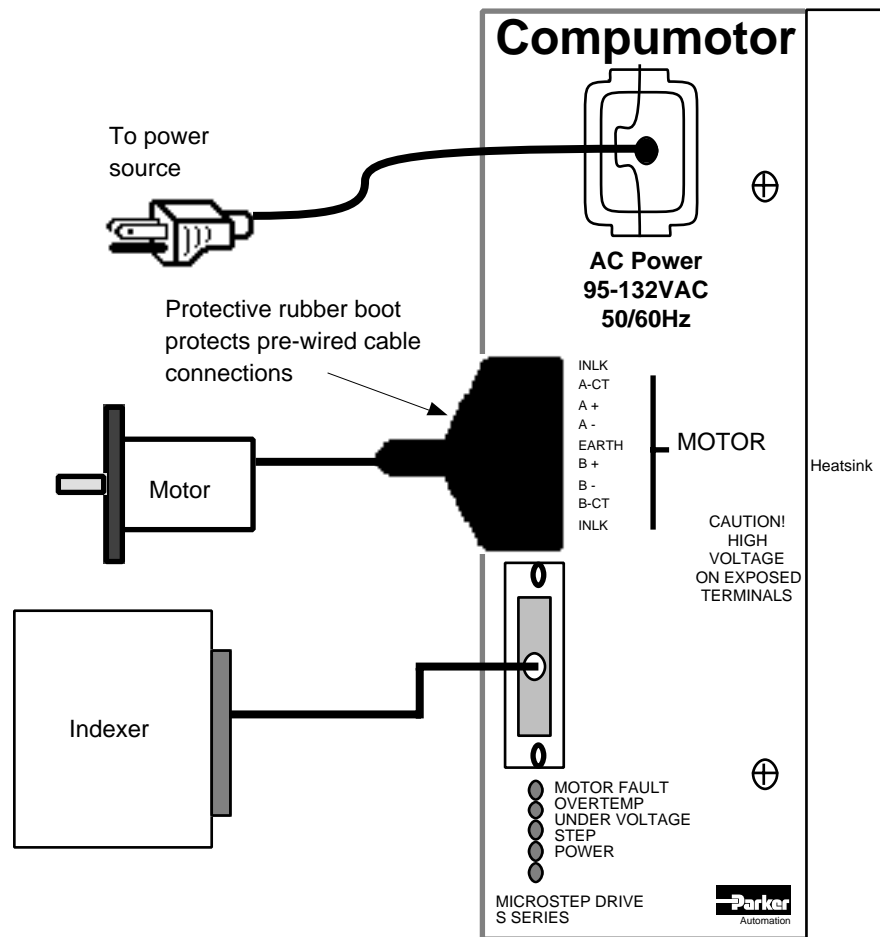 Compumotor
To power
source
AC Power
95-132VAC
50/60Hz
Protective rubber boot
protects pre-wired cable
connections
INLK
A-CT
A +
A -
EARTH
B +
B -
B-CT
INLK
MOTOR
Motor
Heatsink
CAUTION!
HIGH
VOLTAGE
ON EXPOSED
TERMINALS
Indexer
MOTOR FAULT
OVERTEMP
UNDER VOLTAGE
STEP
POWER
MICROSTEP DRIVE
S SERIES
Parker
Automation